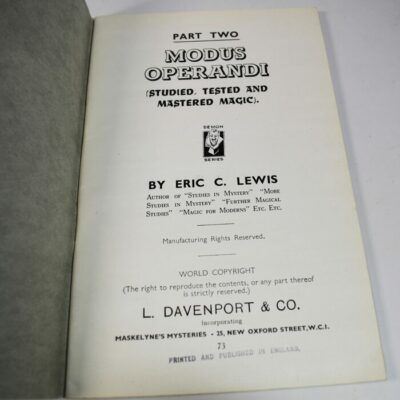 PART TWO
MODUS
OPERANDI
(STUDIED, TESTED AND
MASTERED MAGIC).
DEMON
SERIES
BY ERIC C. LEWIS
AUTHOR OF "STUDIES IN MYSTERY" "MORE
STUDIES IN MYSTERY" "FURTHER MAGICAL
STUDIES" "MAGIC FOR MODERNS" ETC. ETC.
Manufacturing Rights Reserved.
WORLD COPYRIGHT
(The right to reproduce the contents, or any part thereof
is strictly reserved.)
L. DAVENPORT & CO.
Incorporating
MASKELYNE'S MYSTERIES - 25, NEW OXFORD STREET, W.C.1.
73
PRINTED AND PUBLISHED IN ENGLAND.